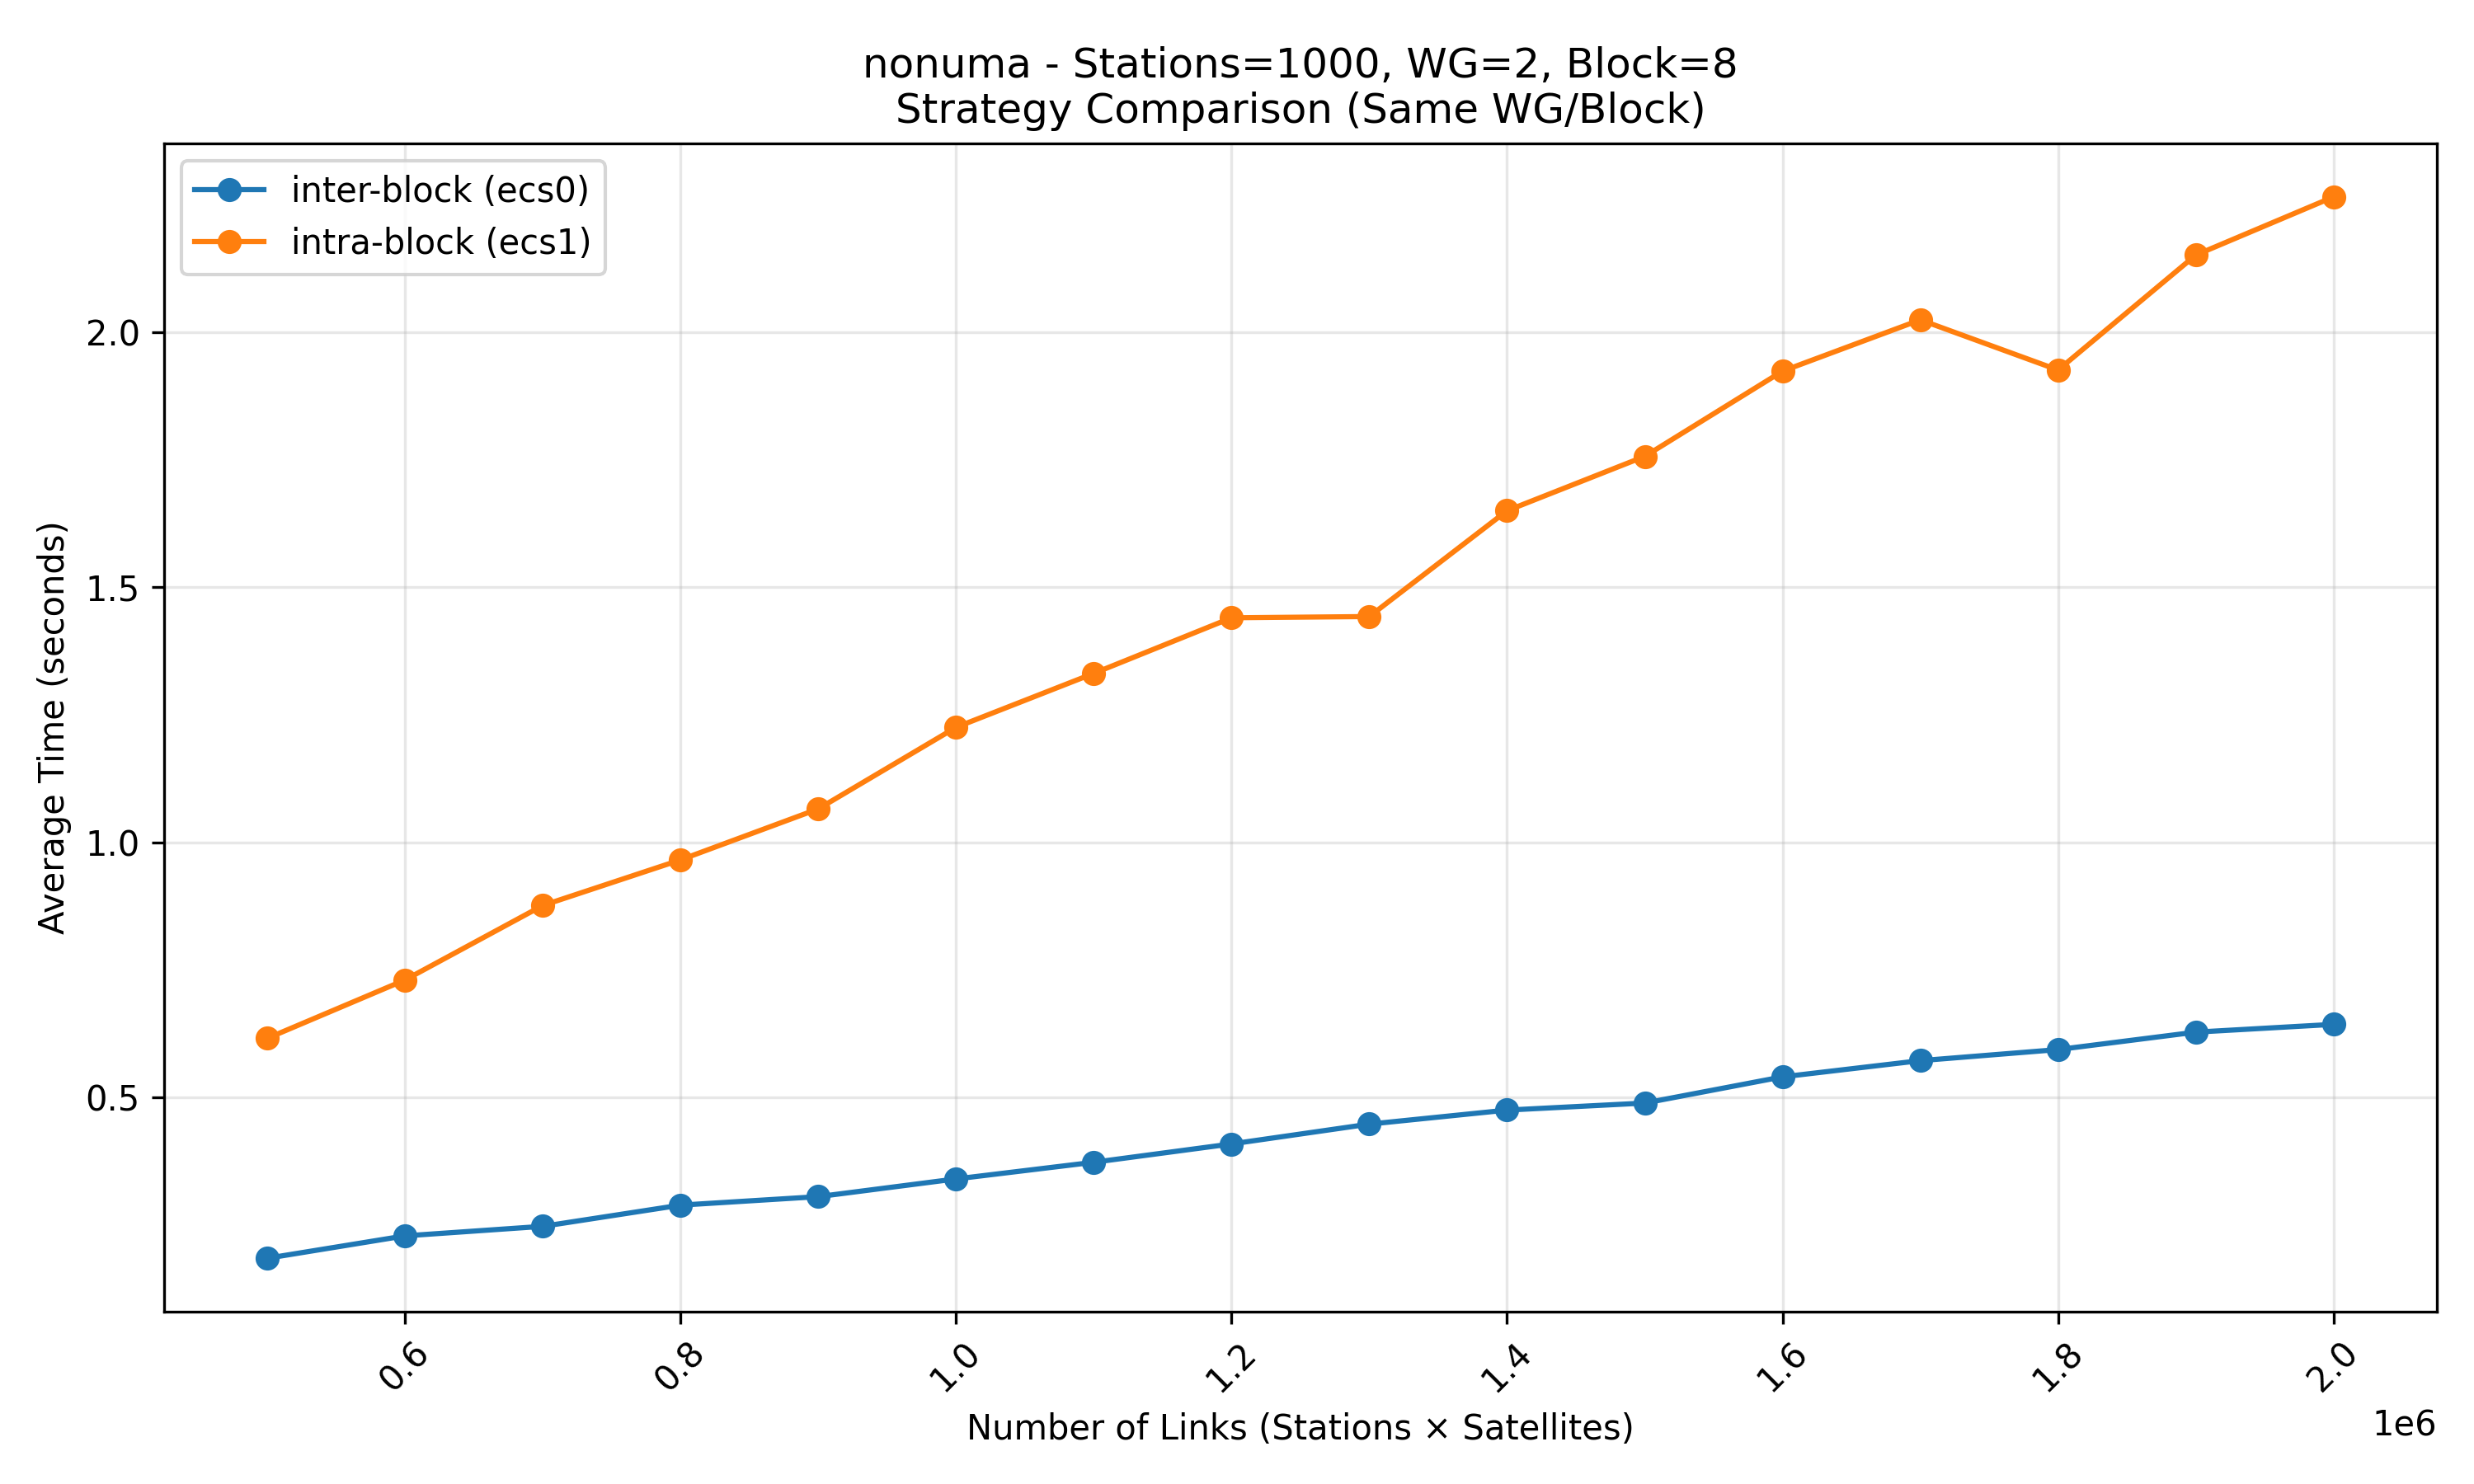 nonuma - Stations=1000, WG=2, Block=8
Strategy Comparison (Same WG/Block)
inter-block (ecs0)
intra-block (ecs1)
Average Time (seconds)
2.0
1.5
1.0
0.5
0.6
0.8
1.0
1.2
1.4
1.6
1.8
2.0
Number of Links (Stations × Satellites)
1e6